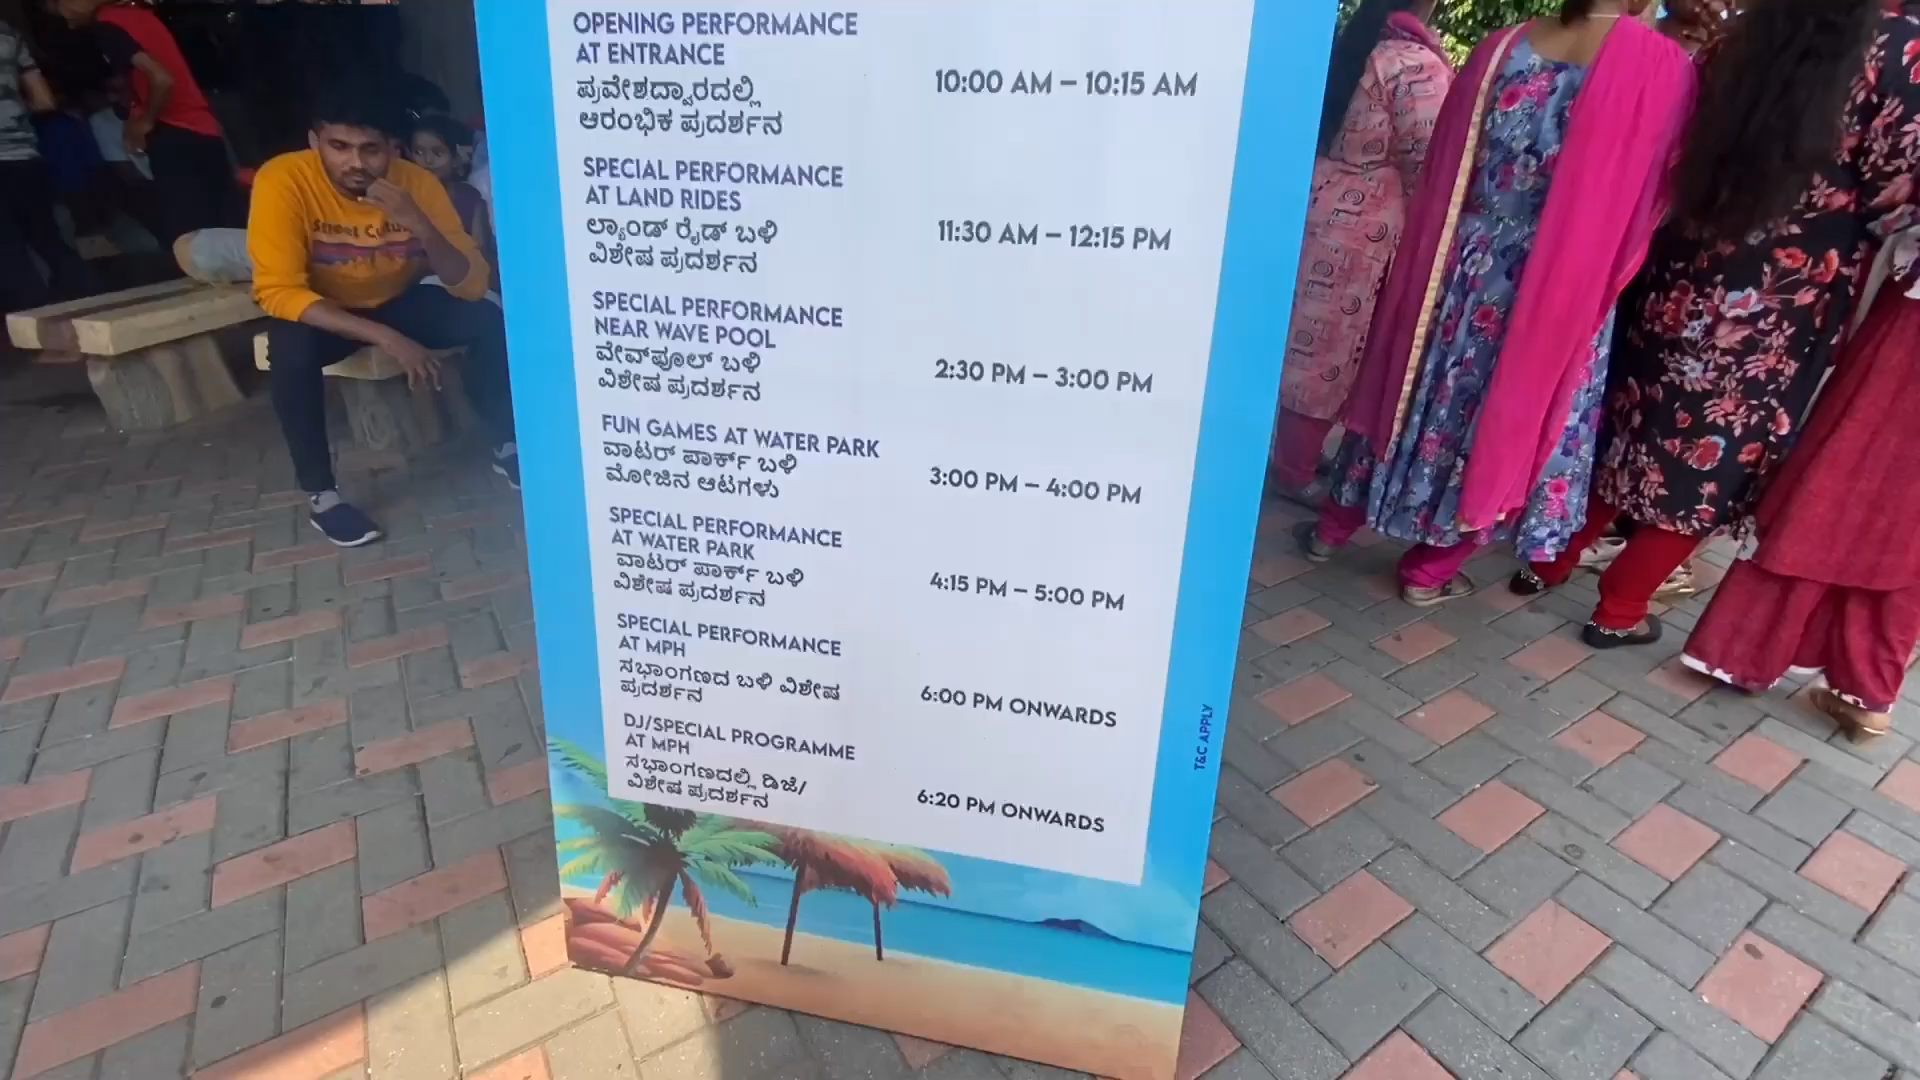 OPENING PERFORMANCE
AT ENTRANCE
ಪ್ರವೇಶದ್ವಾರದಲ್ಲಿ
ಆರಂಭಿಕ ಪ್ರದರ್ಶನ
10:00 AM – 10:15 AM
SPECIAL PERFORMANCE
AT LAND RIDES
ಲ್ಯಾಂಡ್ ರೈಡ್ ಬಳಿ
ವಿಶೇಷ ಪ್ರದರ್ಶನ
11:30 AM – 12:15 PM
SPECIAL PERFORMANCE
NEAR WAVE POOL
ವೇವ್‌ಪೂಲ್ ಬಳಿ
ವಿಶೇಷ ಪ್ರದರ್ಶನ
2:30 PM – 3:00 PM
FUN GAMES AT WATER PARK
ವಾಟರ್ ಪಾರ್ಕ್ ಬಳಿ
ಮೋಜಿನ ಆಟಗಳು
3:00 PM – 4:00 PM
SPECIAL PERFORMANCE
AT WATER PARK
ವಾಟರ್ ಪಾರ್ಕ್ ಬಳಿ
ವಿಶೇಷ ಪ್ರದರ್ಶನ
4:15 PM – 5:00 PM
SPECIAL PERFORMANCE
AT MPH
ಸಭಾಂಗಣದ ಬಳಿ ವಿಶೇಷ
ಪ್ರದರ್ಶನ
6:00 PM ONWARDS
DJ/SPECIAL PROGRAMME
AT MPH
ಸಭಾಂಗಣದಲ್ಲಿ ಡಿಜೆ/
ವಿಶೇಷ ಪ್ರದರ್ಶನ
6:20 PM ONWARDS
T&C APPLY
Street